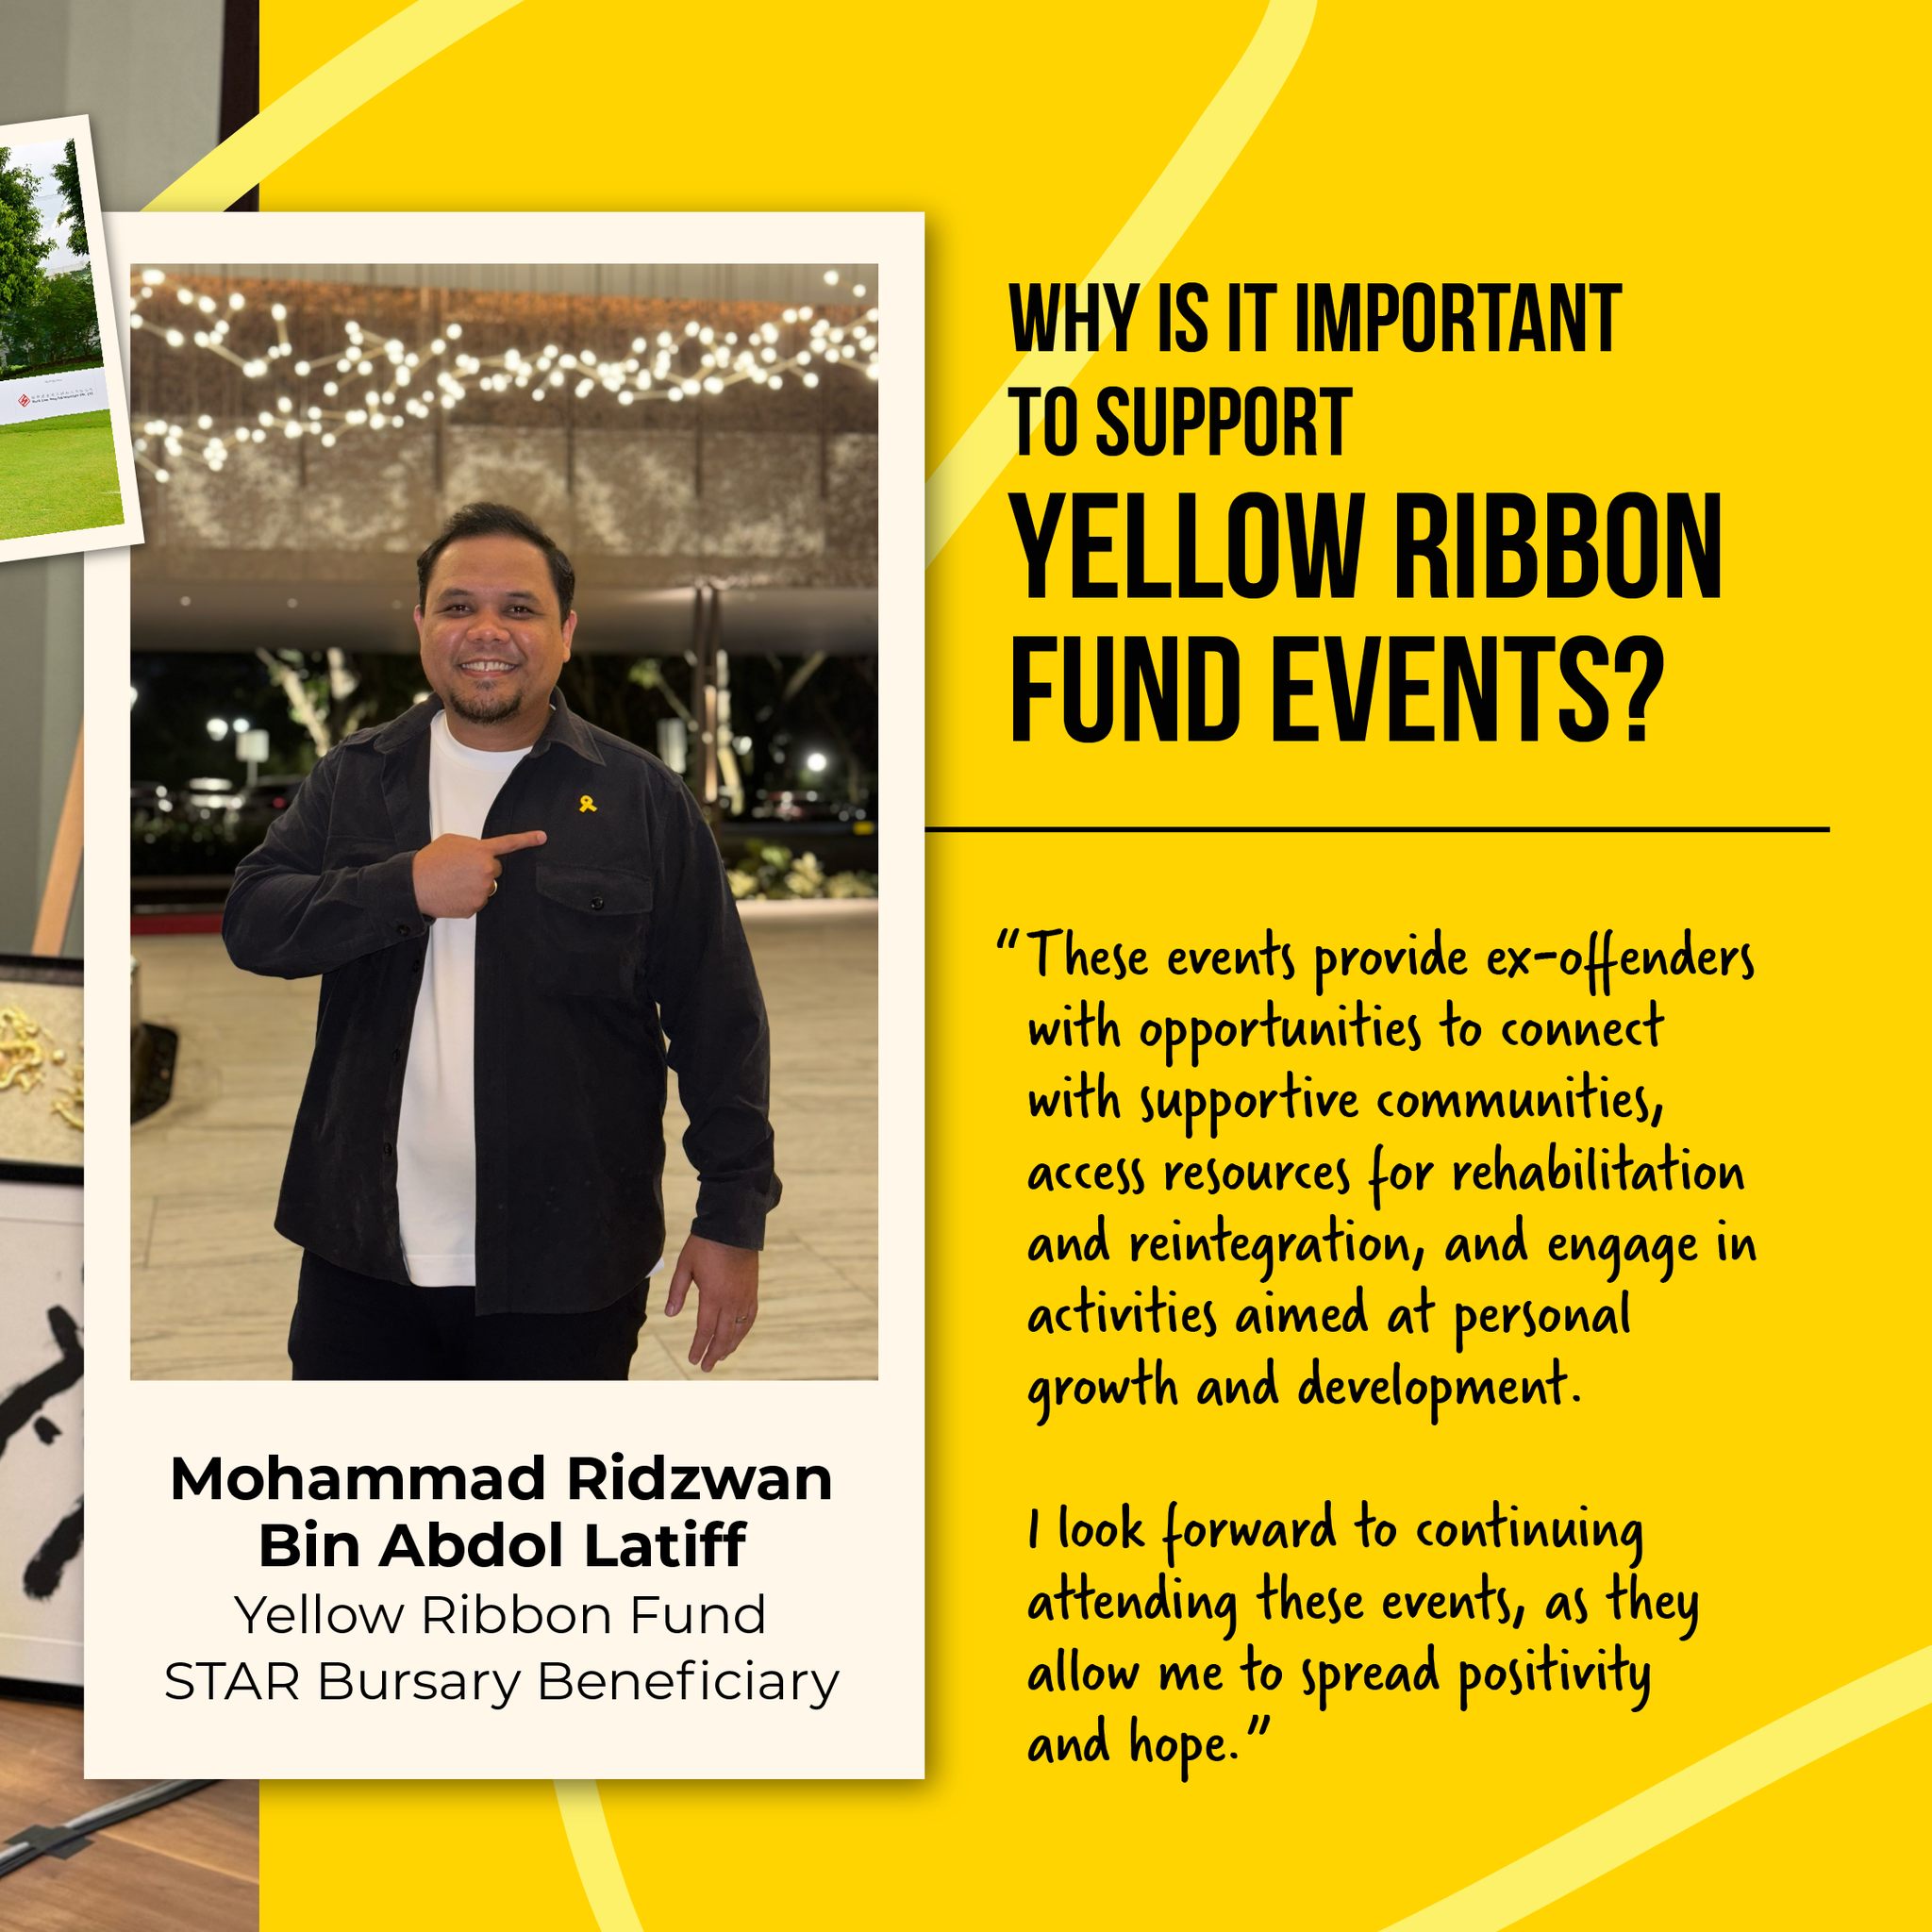 WHY IS IT IMPORTANT
TO SUPPORT
YELLOW RIBBON
FUND EVENTS?
“These events provide ex-offenders
with opportunities to connect
with supportive communities,
access resources for rehabilitation
and reintegration, and engage in
activities aimed at personal
growth and development.
I look forward to continuing
attending these events, as they
allow me to spread positivity
and hope.”
Mohammad Ridzwan
Bin Abdol Latiff
Yellow Ribbon Fund
STAR Bursary Beneficiary